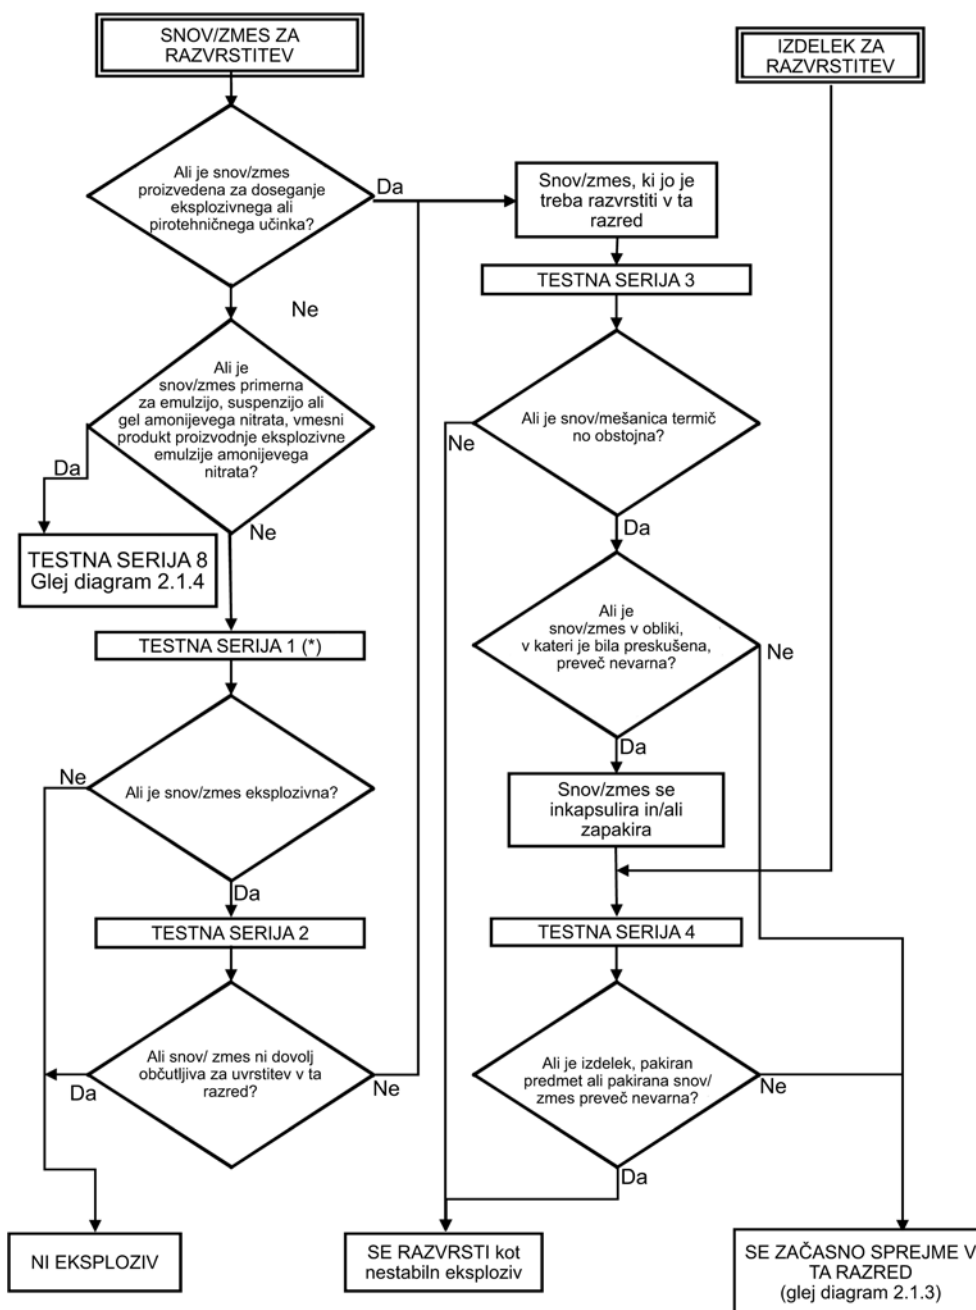 SNOV/ZMES ZA
RAZVRSTITEV
IZDELEK ZA
RAZVRSTITEV
Ali je snov/zmes
proizvedena za doseganje
eksplozivnega ali
pirotehničnega učinka?
Da
Ne
Snov/zmes, ki jo je
treba razvrstiti v ta
razred
TESTNA SERIJA 3
Ali je
snov/zmes primerna
za emulzijo, suspenzijo ali
gel amonijevega nitrata, vmesni
produkt proizvodnje eksplozivne
emulzije amonijevega
nitrata?
Da
Ne
Ali je snov/mešanica termič
no obstojna?
Ne
Da
TESTNA SERIJA 8
Glej diagram 2.1.4
TESTNA SERIJA 1 (*)
Ali je
snov/zmes v obliki,
v kateri je bila preskušena,
preveč nevarna?
Ne
Da
Ali je snov/zmes eksplozivna?
Ne
Da
Snov/zmes se
inkapsulira in/ali
zapakira
TESTNA SERIJA 2
TESTNA SERIJA 4
Ali snov/ zmes ni dovolj
občutljiva za uvrstitev v ta
razred?
Da
Ne
Ali je izdelek, pakiran
predmet ali pakirana snov/
zmes preveč nevarna?
Ne
Da
NI EKSPLOZIV
SE RAZVRSTI kot
nestabiln eksploziv
SE ZAČASNO SPREJME V
TA RAZRED
(glej diagram 2.1.3)